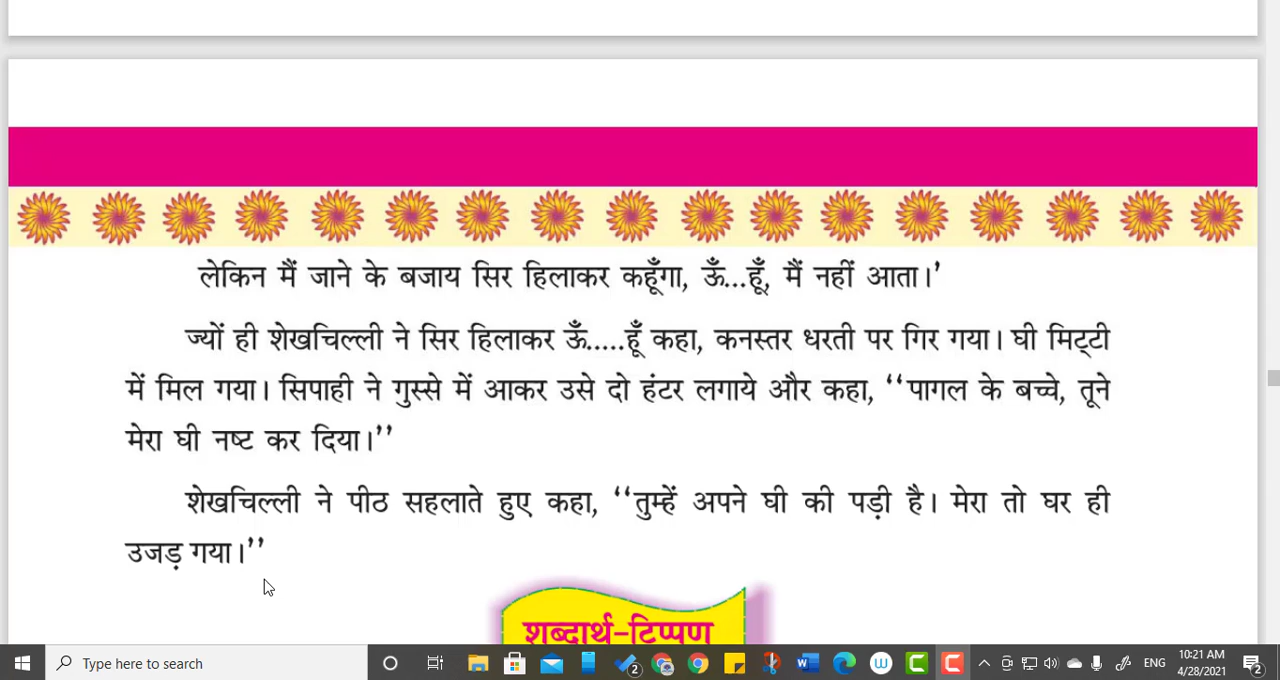 लेकिन मैं जाने के बजाय सिर हिलाकर कहूँगा, ऊँ...हूँ, मैं नहीं आता।’
ज्यों ही शेखचिल्ली ने सिर हिलाकर ऊँ.....हूँ कहा, कनस्तर धरती पर गिर गया। घी मिट्टी
में मिल गया। सिपाही ने गुस्से में आकर उसे दो हंटर लगाये और कहा, ‘‘पागल के बच्चे, तूने
मेरा घी नष्ट कर दिया।’’
शेखचिल्ली ने पीठ सहलाते हुए कहा, ‘‘तुम्हें अपने घी की पड़ी है। मेरा तो घर ही
उजड़ गया।’’
शब्दार्थ-टिप्पण
Type here to search
2
ENG
10:21 AM
4/28/2021
2